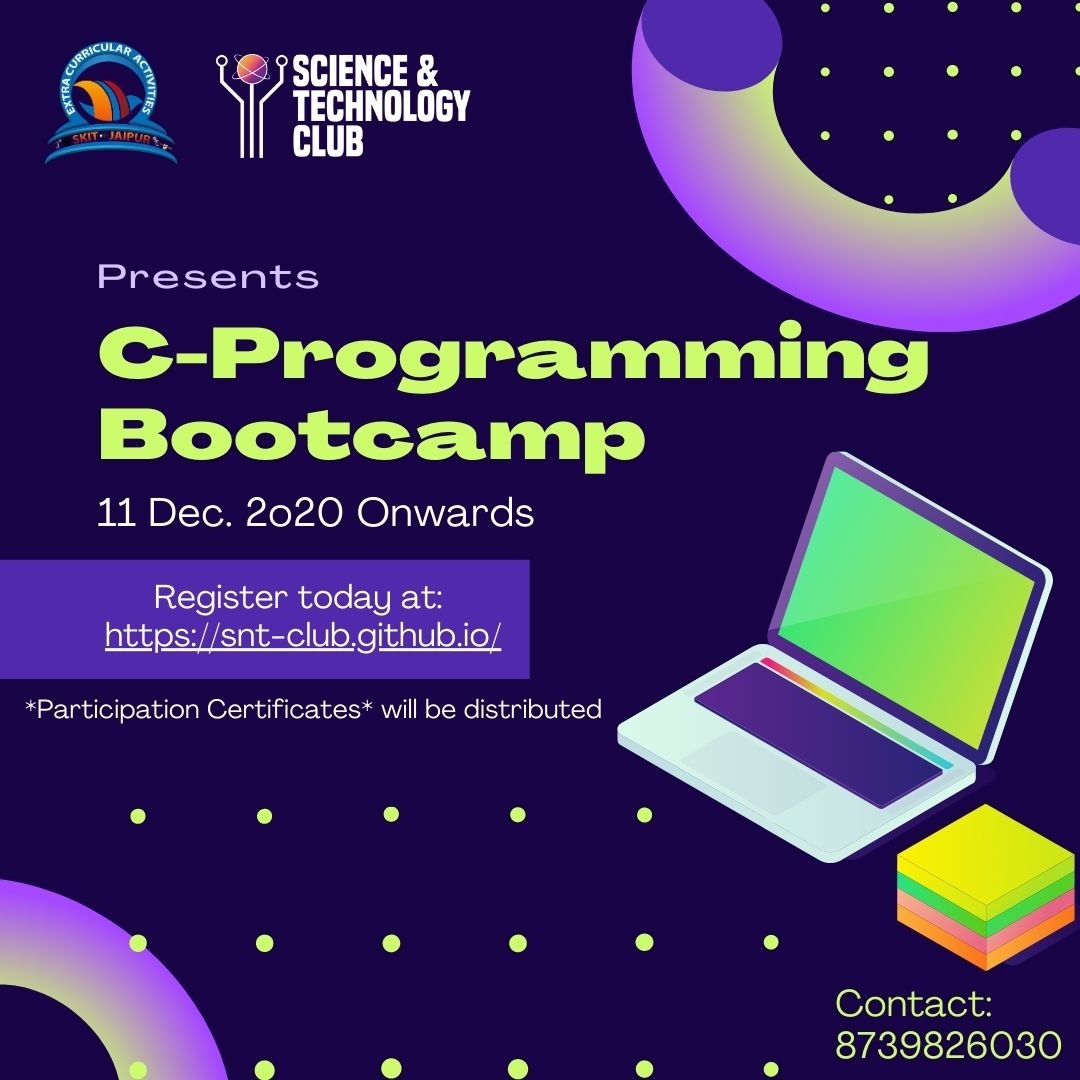 EXTRA CURRICULAR ACTIVITIES
SKIT • JAIPUR
SCIENCE &
TECHNOLOGY
CLUB
Presents
C-Programming
Bootcamp
11 Dec. 2o20 Onwards
Register today at:
https://snt-club.github.io/
*Participation Certificates* will be distributed
Contact:
8739826030